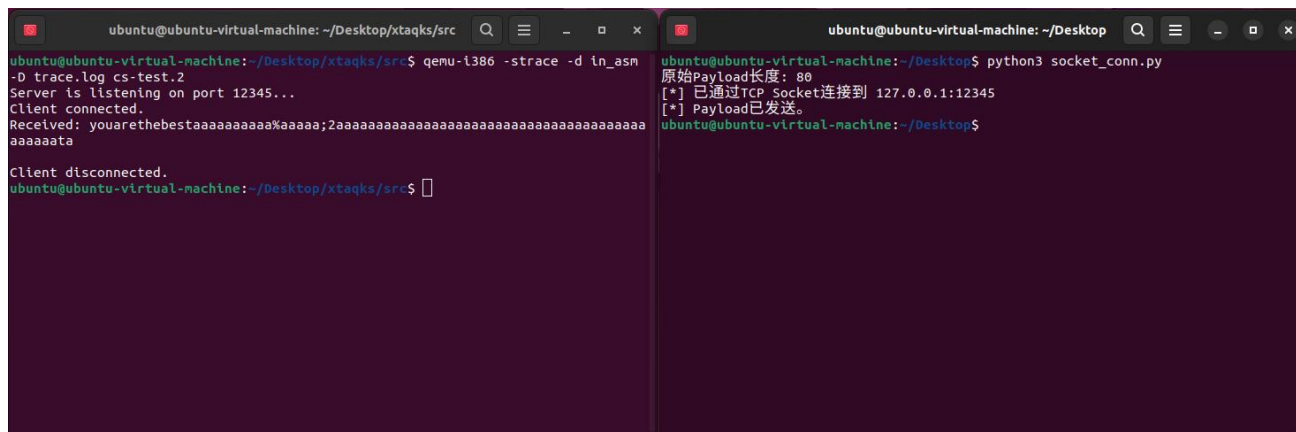 ubuntu@ubuntu-virtual-machine: ~/Desktop/xtaqks/src
ubuntu@ubuntu-virtual-machine:~/Desktop/xtaqks/src$ qemu-i386 -strace -d in_asm
-D trace.log cs-test.2
Server is listening on port 12345...
Client connected.
Received: youarethebestaaaaaaaaaa%aaaaa;2aaaaaaaaaaaaaaaaaaaaaaaaaaaaaaaaaaaaaaa
aaaaaata
Client disconnected.
ubuntu@ubuntu-virtual-machine:~/Desktop/xtaqks/src$
ubuntu@ubuntu-virtual-machine: ~/Desktop
ubuntu@ubuntu-virtual-machine:~/Desktop$ python3 socket_conn.py
原始Payload长度: 80
[*] 已通过TCP Socket连接到 127.0.0.1:12345
[*] Payload已发送。
ubuntu@ubuntu-virtual-machine:~/Desktop$